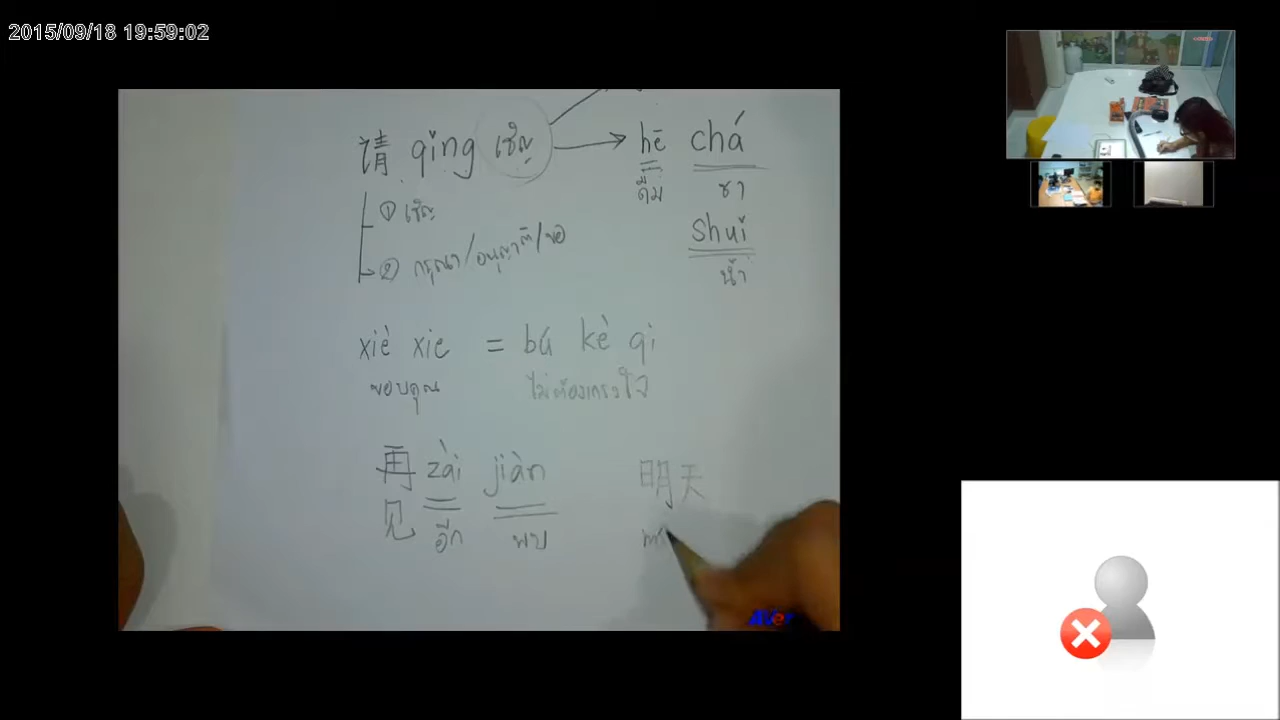 2015/09/18 19:59:02
请 qing เชิญ → hē chá
ดื่ม ชา
① เชิญ
shui
② กรุณา/อนุญาติ/ขอ
น้ำ
xiè xie = bú kè qi
ขอบคุณ ไม่ต้องเกรงใจ
再 zài jiàn 明天
见 อีก พบ
AVer